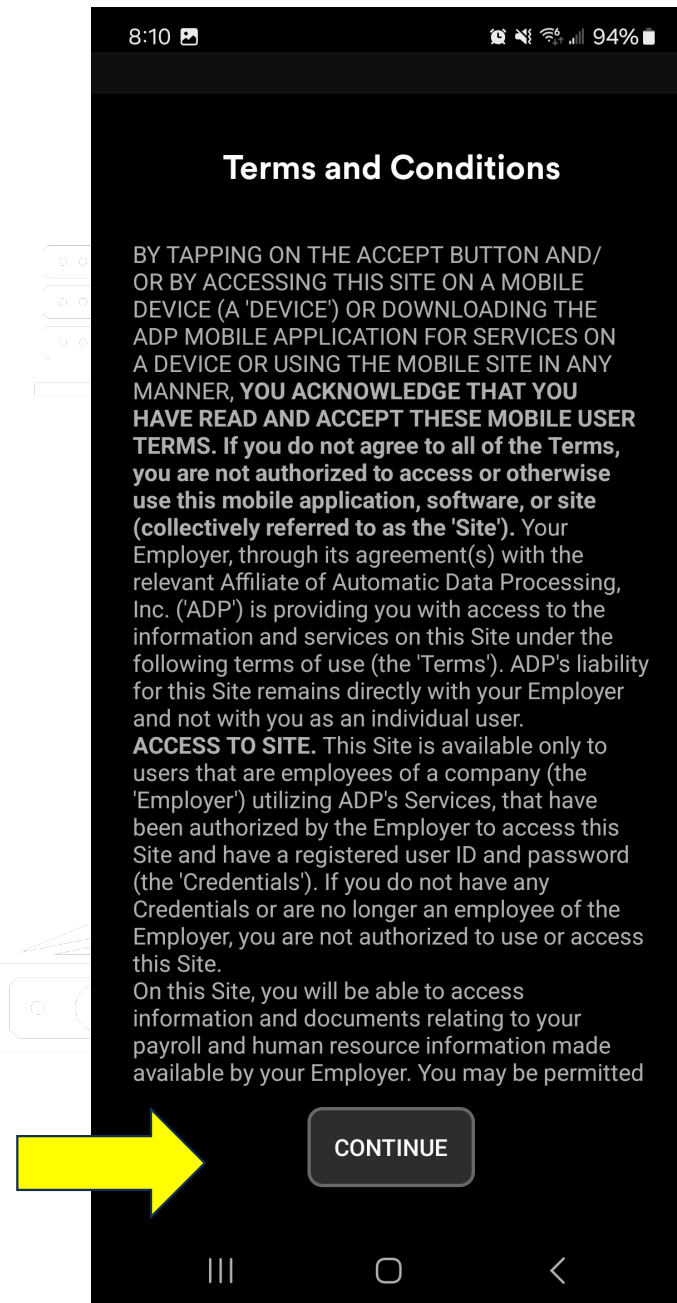 8:10 94%
Terms and Conditions
BY TAPPING ON THE ACCEPT BUTTON AND/
OR BY ACCESSING THIS SITE ON A MOBILE
DEVICE (A 'DEVICE') OR DOWNLOADING THE
ADP MOBILE APPLICATION FOR SERVICES ON
A DEVICE OR USING THE MOBILE SITE IN ANY
MANNER, YOU ACKNOWLEDGE THAT YOU
HAVE READ AND ACCEPT THESE MOBILE USER
TERMS. If you do not agree to all of the Terms,
you are not authorized to access or otherwise
use this mobile application, software, or site
(collectively referred to as the 'Site'). Your
Employer, through its agreement(s) with the
relevant Affiliate of Automatic Data Processing,
Inc. ('ADP') is providing you with access to the
information and services on this Site under the
following terms of use (the 'Terms'). ADP's liability
for this Site remains directly with your Employer
and not with you as an individual user.
ACCESS TO SITE. This Site is available only to
users that are employees of a company (the
'Employer') utilizing ADP's Services, that have
been authorized by the Employer to access this
Site and have a registered user ID and password
(the 'Credentials'). If you do not have any
Credentials or are no longer an employee of the
Employer, you are not authorized to use or access
this Site.
On this Site, you will be able to access
information and documents relating to your
payroll and human resource information made
available by your Employer. You may be permitted
CONTINUE